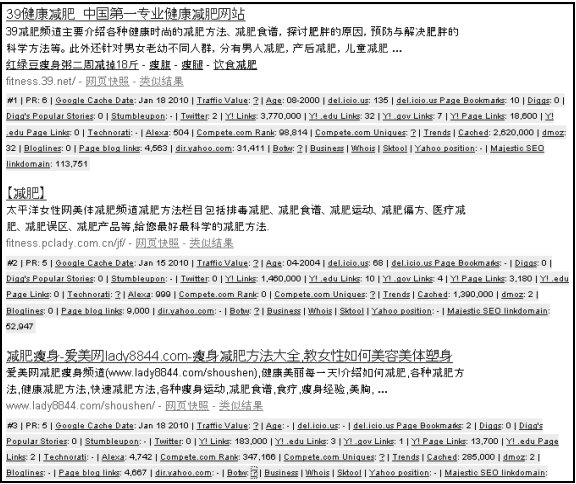 39健康减肥_中国第一专业健康减肥网站
39减肥频道主要介绍各种健康时尚的减肥方法、减肥食谱，探讨肥胖的原因，预防与解决肥胖的
科学方法等。此外还针对男女老幼不同人群，分有男人减肥，产后减肥，儿童减肥 ...
红绿豆瘦身粥二周减掉18斤 - 瘦腹 - 瘦腿 - 饮食减肥
fitness.39.net/ - 网页快照 - 类似结果
#1 | PR: 6 | Google Cache Date: Jan 18 2010 | Traffic Value: ? | Age: 08-2000 | del.icio.us: 135 | del.icio.us Page Bookmarks: 10 | Diggs: 0 |
Digg's Popular Stories: 0 | Stumbleupon: - | Twitter: 2 | Y! Links: 3,770,000 | Y! .edu Links: 32 | Y! .gov Links: 7 | Y! Page Links: 18,600 | Y!
.edu Page Links: 0 | Technorati: - | Alexa: 504 | Compete.com Rank: 98,814 | Compete.com Uniques: ? | Trends | Cached: 2,620,000 | dmoz:
32 | Bloglines: 0 | Page blog links: 4,563 | dir.yahoo.com: 31,411 | Botw: ? | Business | Whois | Sktool | Yahoo position: - | Majestic SEO
linkdomain: 113,751
【减肥】
太平洋女性网美体减肥频道减肥方法栏目包括排毒减肥、减肥食谱、减肥运动、减肥偏方、医疗减
肥、减肥误区、减肥产品等,给您最好最科学的减肥方法.
fitness.pclady.com.cn/jf/ - 网页快照 - 类似结果
#2 | PR: 5 | Google Cache Date: Jan 15 2010 | Traffic Value: ? | Age: 04-2004 | del.icio.us: 68 | del.icio.us Page Bookmarks: - | Diggs: 0 |
Digg's Popular Stories: 0 | Stumbleupon: - | Twitter: 0 | Y! Links: 1,460,000 | Y! .edu Links: 10 | Y! .gov Links: 4 | Y! Page Links: 3,180 | Y! .edu
Page Links: 0 | Technorati: ? | Alexa: 999 | Compete.com Rank: 0 | Compete.com Uniques: ? | Trends | Cached: 1,390,000 | dmoz: 2 |
Bloglines: 0 | Page blog links: 9,000 | dir.yahoo.com: - | Botw: ? | Business | Whois | Sktool | Yahoo position: - | Majestic SEO linkdomain:
52,947
减肥瘦身-爱美网lady8844.com-瘦身减肥方法大全,教女性如何美容美体塑身
爱美网减肥瘦身频道(www.lady8844.com/shoushen),健康美丽每一天!介绍如何减肥,各种减肥方
法,健康减肥方法,快速减肥方法,各种瘦身运动,减肥食谱,食疗,瘦身经验,美胸, ...
www.lady8844.com/shoushen/ - 网页快照 - 类似结果
#3 | PR: 5 | Google Cache Date: Jan 18 2010 | Traffic Value: ? | Age: - | del.icio.us: - | del.icio.us Page Bookmarks: 2 | Diggs: 0 | Digg's
Popular Stories: 0 | Stumbleupon: - | Twitter: 0 | Y! Links: 183,000 | Y! .edu Links: 3 | Y! .gov Links: 1 | Y! Page Links: 13,700 | Y! .edu Page
Links: 2 | Technorati: - | Alexa: 4,742 | Compete.com Rank: 347,166 | Compete.com Uniques: ? | Trends | Cached: 285,000 | dmoz: 2 |
Bloglines: - | Page blog links: 4,667 | dir.yahoo.com: - | Botw: ? | Business | Whois | Sktool | Yahoo position: - | Majestic SEO linkdomain: